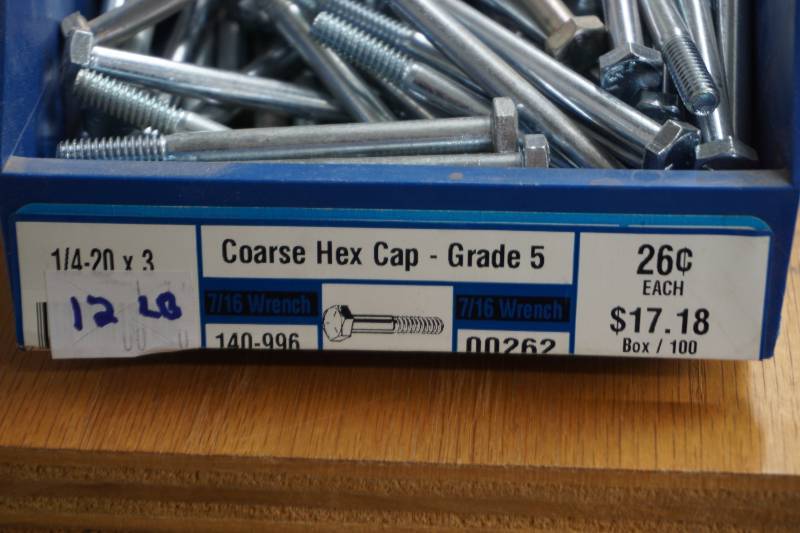 1/4-20 x 3
12 LB
Coarse Hex Cap - Grade 5
7/16 Wrench
7/16 Wrench
140-996
00262
26¢
EACH
$17.18
Box / 100